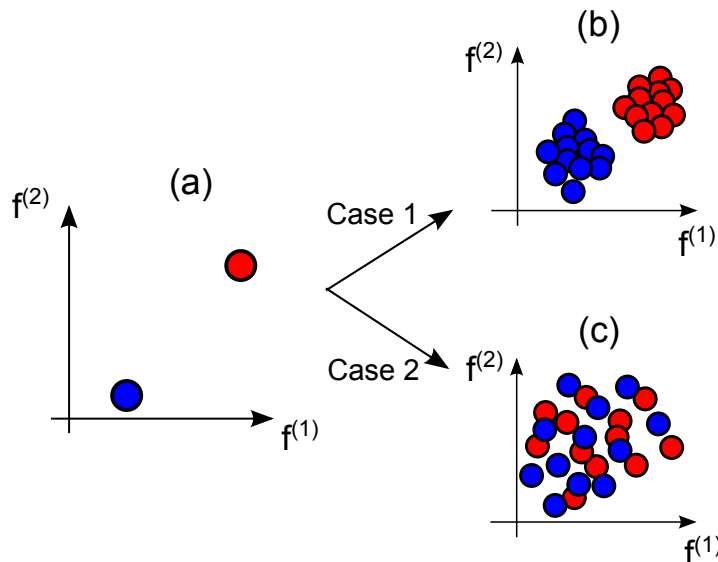 (a)
f⁽²⁾
f⁽¹⁾
Case 1
Case 2
(b)
f⁽²⁾
f⁽¹⁾
(c)
f⁽²⁾
f⁽¹⁾